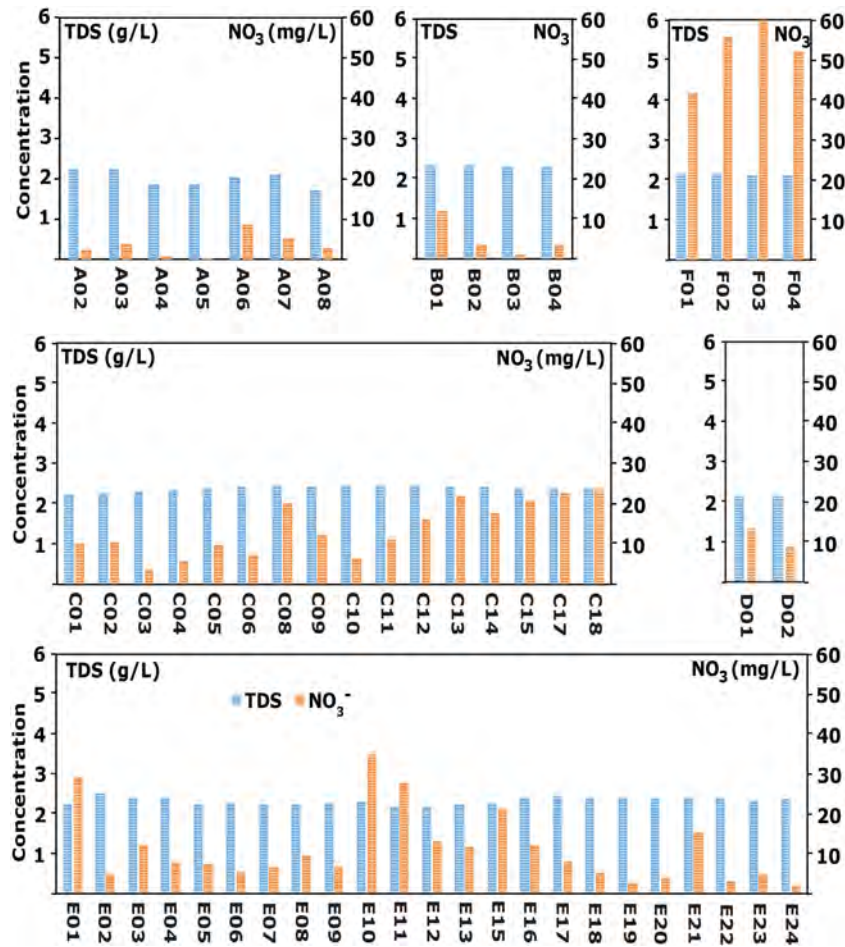 TDS (g/L) NO3 (mg/L)
Concentration
6 5 4 3 2 1
60 50 40 30 20 10
A02 A03 A04 A05 A06 A07 A08
TDS NO3
6 5 4 3 2 1
60 50 40 30 20 10
B01 B02 B03 B04
TDS NO3
6 5 4 3 2 1
60 50 40 30 20 10
F01 F02 F03 F04
TDS (g/L) NO3 (mg/L)
Concentration
6 5 4 3 2 1
60 50 40 30 20 10
C01 C02 C03 C04 C05 C06 C08 C09 C10 C11 C12 C13 C14 C15 C17 C18
6 5 4 3 2 1
60 50 40 30 20 10
D01 D02
TDS (g/L) NO3 (mg/L)
TDS NO3-
Concentration
6 5 4 3 2 1
60 50 40 30 20 10
E01 E02 E03 E04 E05 E06 E07 E08 E09 E10 E11 E12 E13 E15 E16 E17 E18 E19 E20 E21 E22 E23 E24